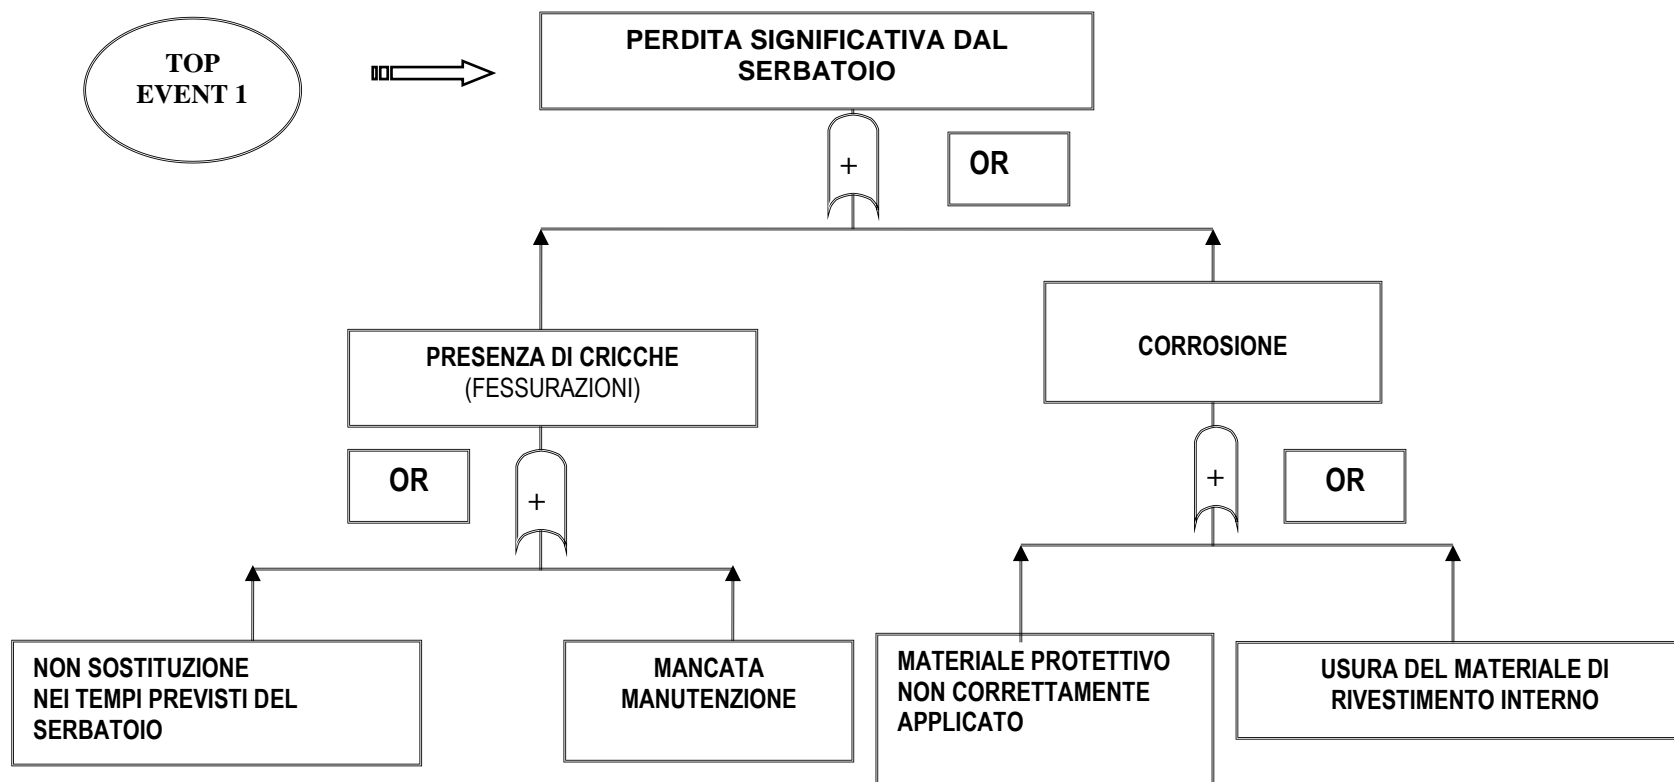 TOP
EVENT 1
PERDITA SIGNIFICATIVA DAL
SERBATOIO
+
OR
PRESENZA DI CRICCHE
(FESSURAZIONI)
CORROSIONE
OR
+
+
OR
NON SOSTITUZIONE
NEI TEMPI PREVISTI DEL
SERBATOIO
MANCATA
MANUTENZIONE
MATERIALE PROTETTIVO
NON CORRETTAMENTE
APPLICATO
USURA DEL MATERIALE DI
RIVESTIMENTO INTERNO